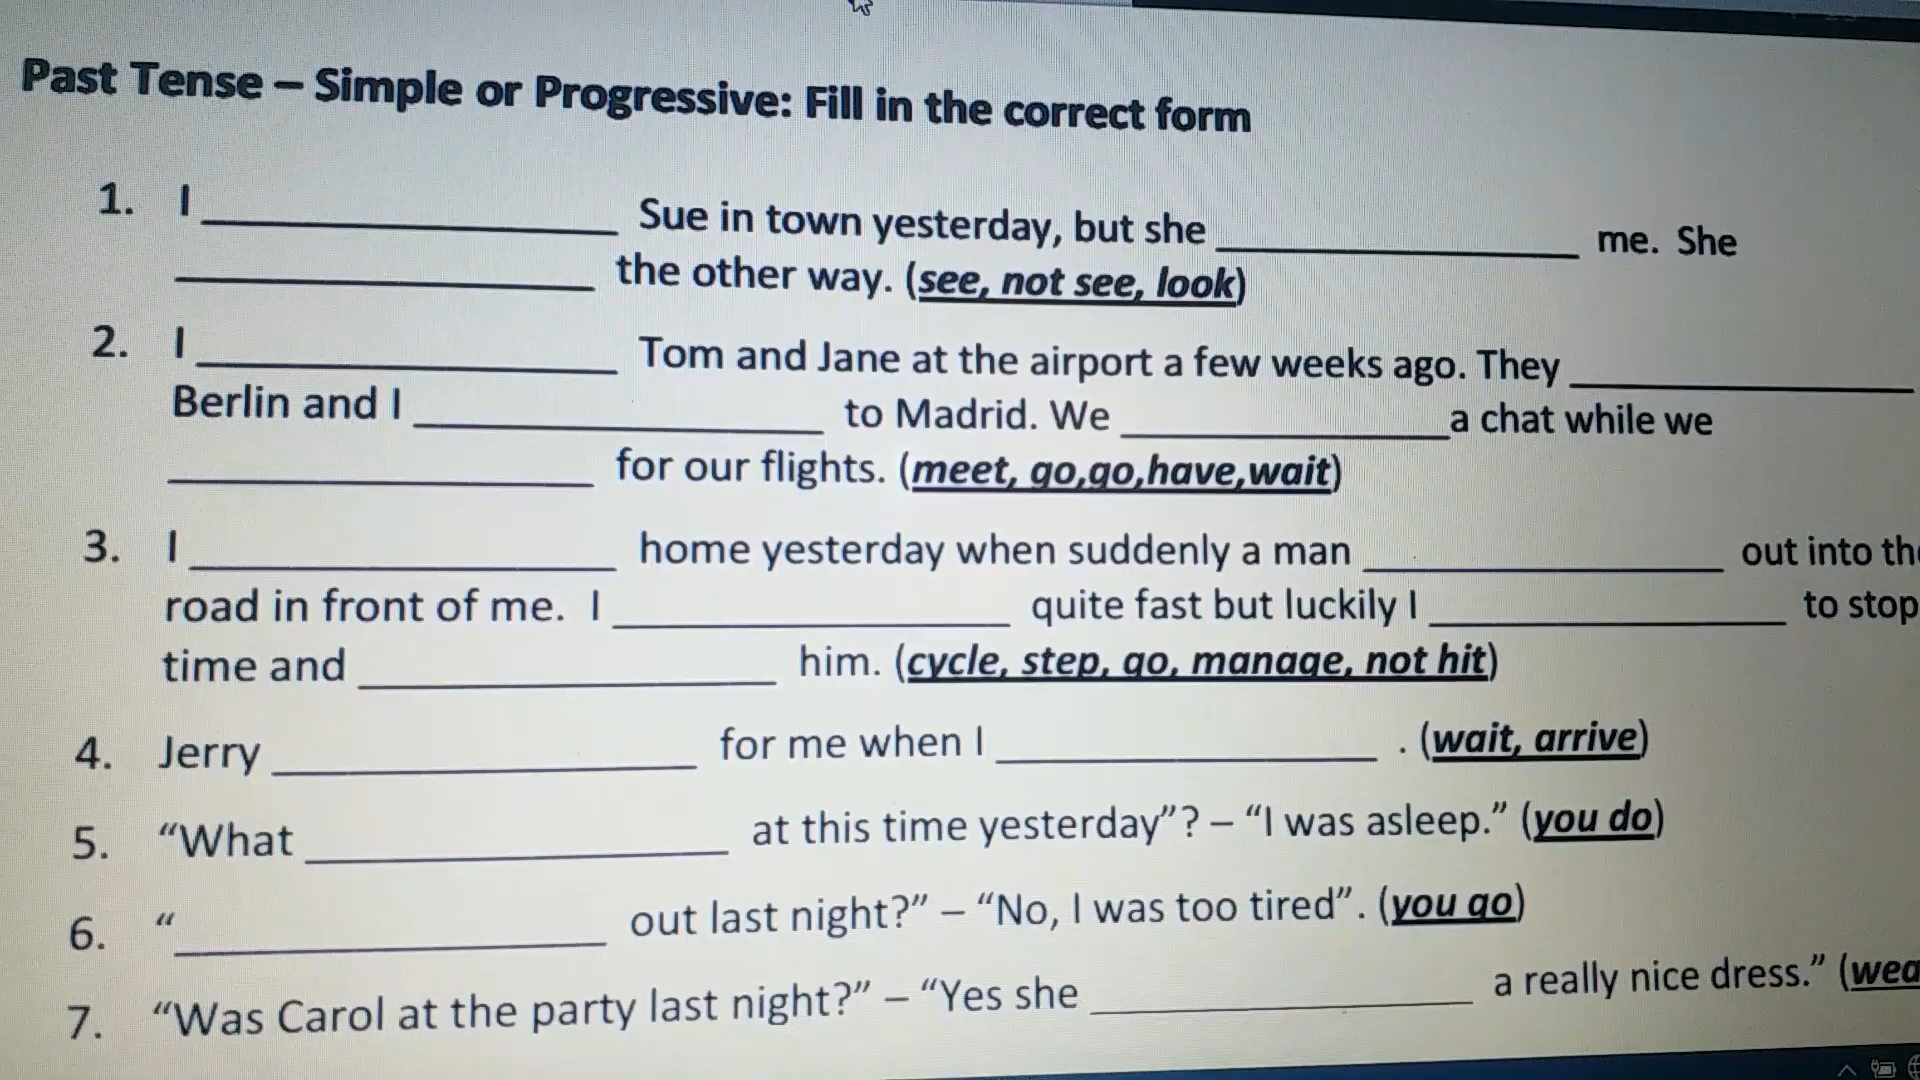 Past Tense – Simple or Progressive: Fill in the correct form
1. I ____________ Sue in town yesterday, but she ____________ me. She
____________ the other way. (see, not see, look)
2. I ____________ Tom and Jane at the airport a few weeks ago. They ____________
Berlin and I ____________ to Madrid. We ____________a chat while we
____________ for our flights. (meet, go,go,have,wait)
3. I ____________ home yesterday when suddenly a man ____________ out into
road in front of me. I ____________ quite fast but luckily I ____________ to stop
time and ____________ him. (cycle, step, go, manage, not hit)
4. Jerry ____________ for me when I ____________ . (wait, arrive)
5. “What ____________ at this time yesterday”? – “I was asleep.” (you do)
6. “____________ out last night?” – “No, I was too tired”. (you go)
7. “Was Carol at the party last night?” – “Yes she ____________ a really nice dress.”